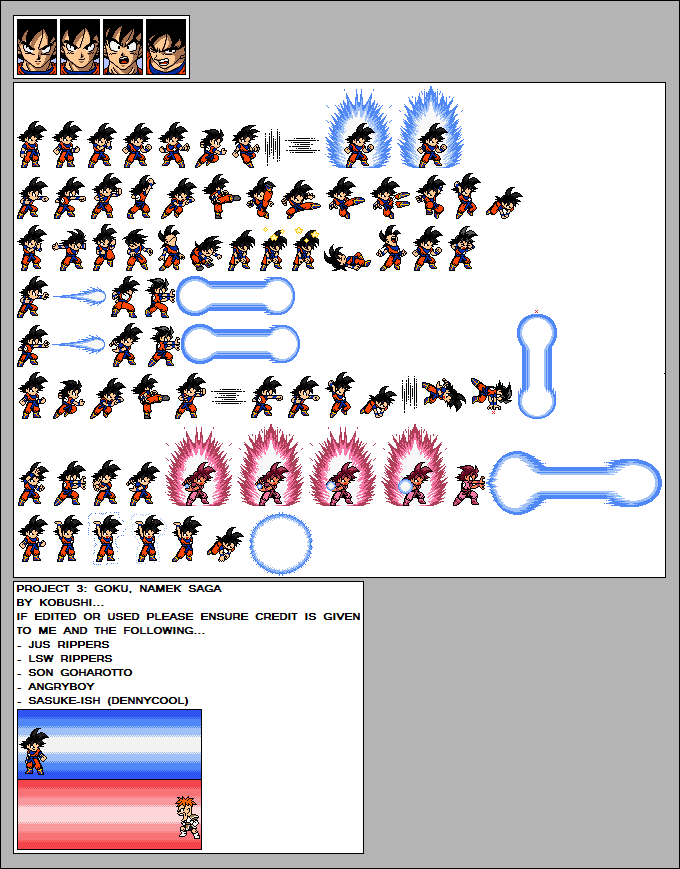 PROJECT 3: GOKU, NAMEK SAGA
BY KOBUSHI...
IF EDITED OR USED PLEASE ENSURE CREDIT IS GIVEN
TO ME AND THE FOLLOWING...
- JUS RIPPERS
- LSW RIPPERS
- SON GOHAROTTO
- ANGRYBOY
- SASUKE-ISH (DENNYCOOL)